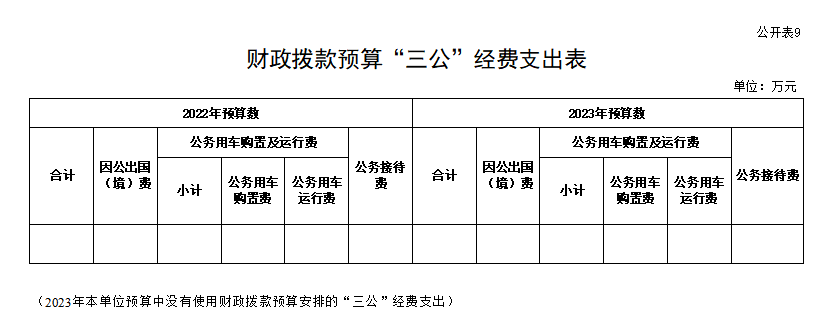 公开表9
财政拨款预算“三公”经费支出表
单位：万元
2022年预算数 2023年预算数
合计 因公出国（境）费 公务用车购置及运行费 公务接待费 合计 因公出国（境）费 公务用车购置及运行费 公务接待费
小计 公务用车购置费 公务用车运行费 小计 公务用车购置费 公务用车运行费
（2023年本单位预算中没有使用财政拨款预算安排的“三公”经费支出）